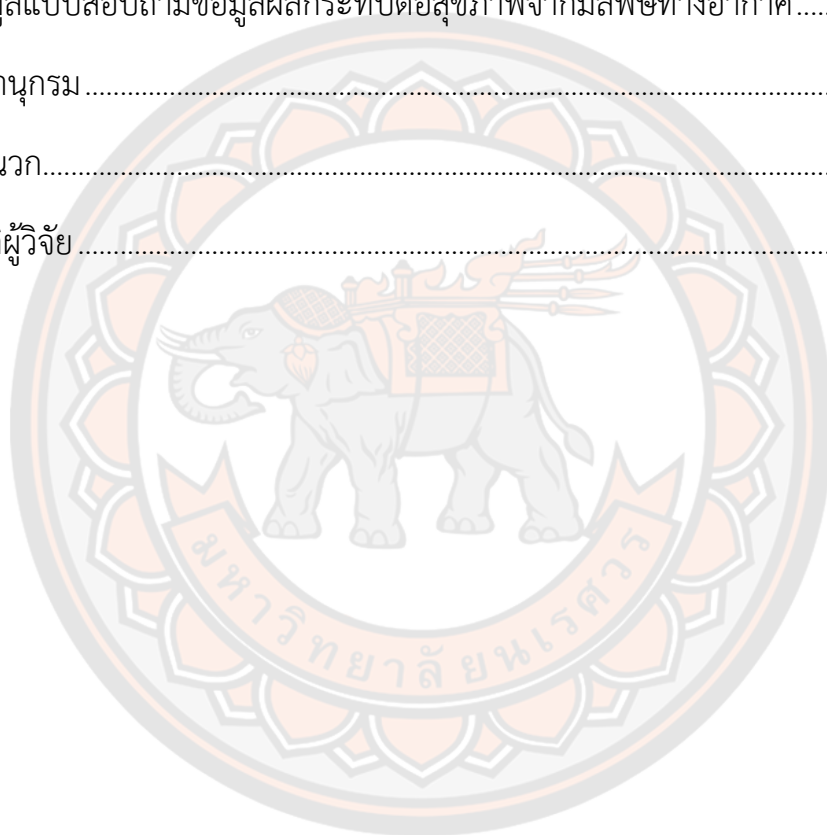 ูลแบบสอบถามข้อมูลผลกระทบต่อสุขภาพจากมลพิษทางอากาศ....
านุกรม....................................................................................................
นวก....................................................................................................
ิผู้วิจัย....................................................................................................
มหาวิทยาลัยนเรศวร